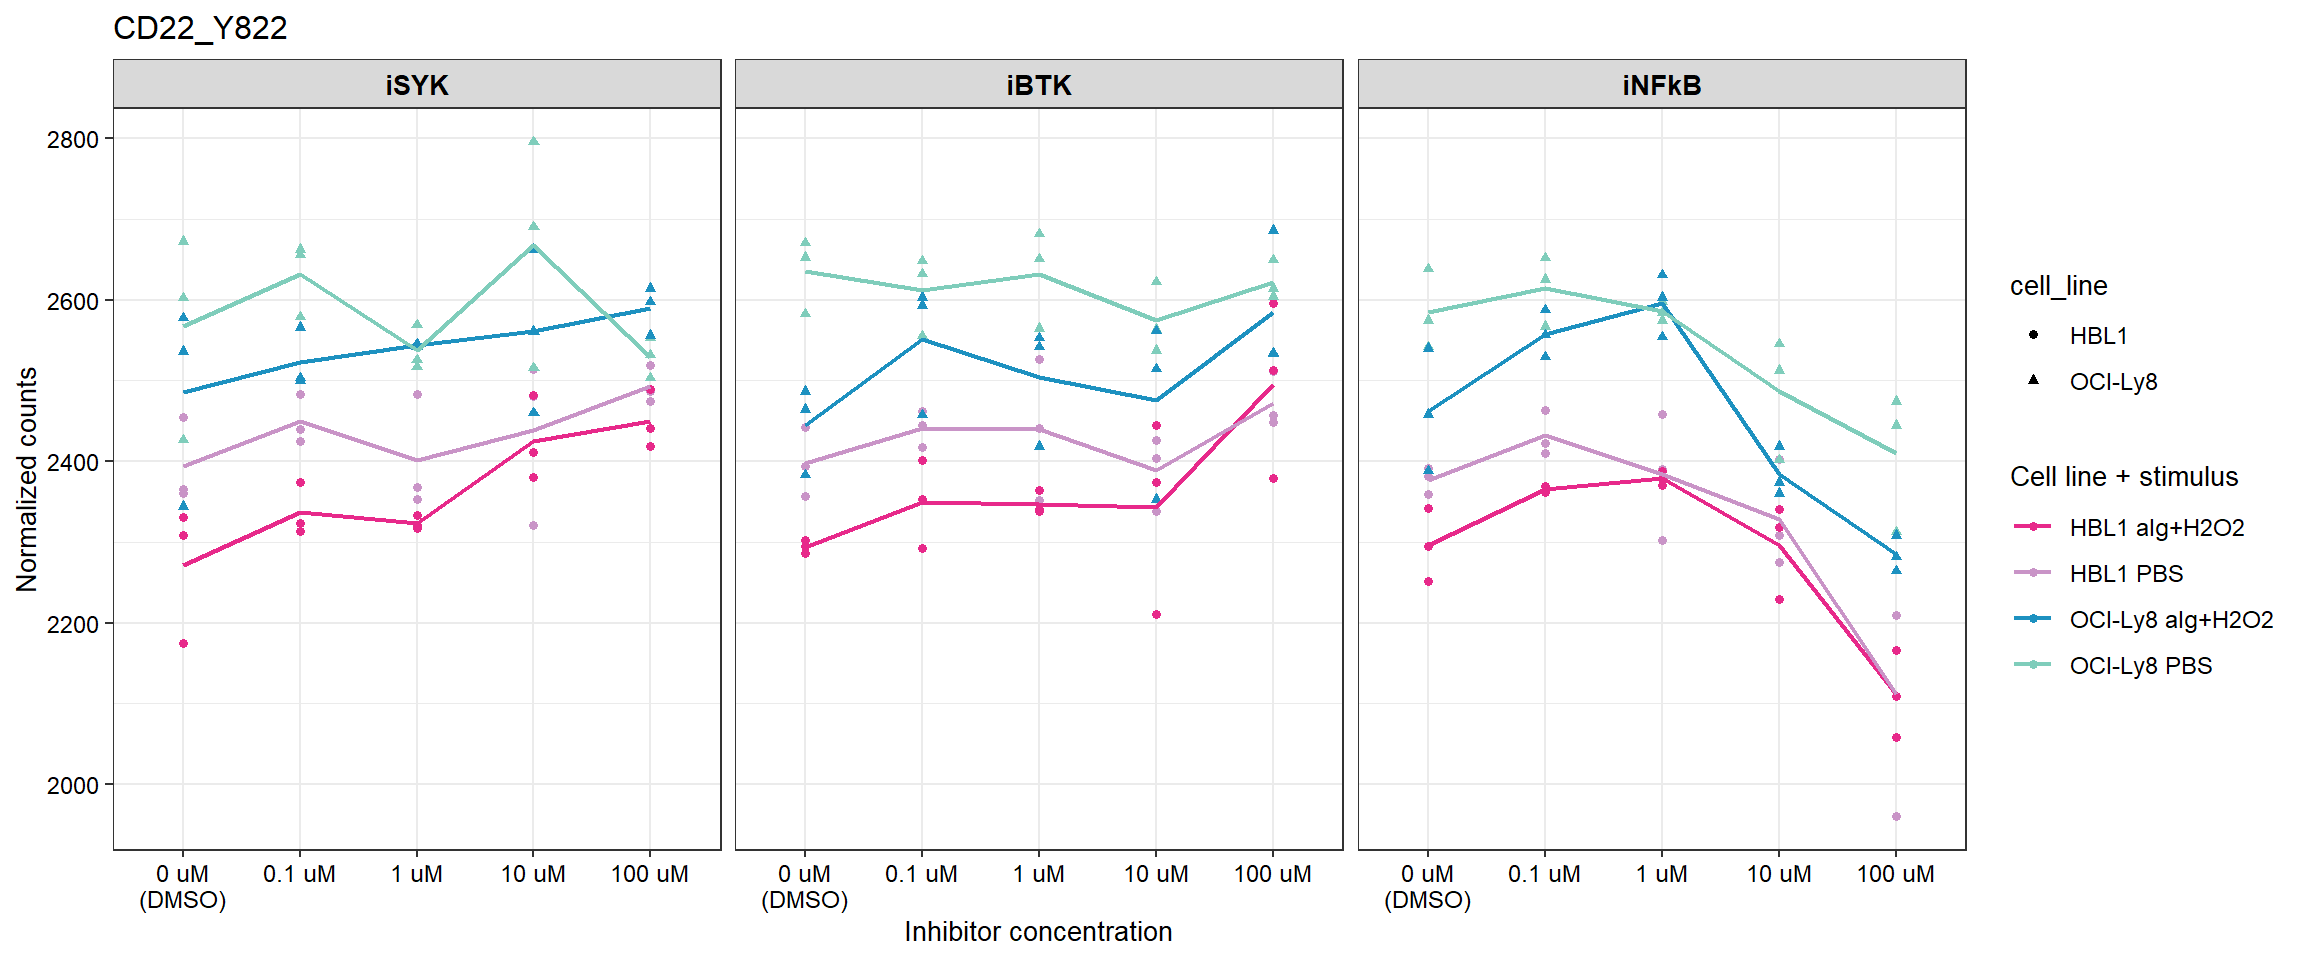 CD22_Y822
iSYK
iBTK
iNFkB
Normalized counts
2800
2600
2400
2200
2000
0 uM
(DMSO)
0.1 uM
1 uM
10 uM
100 uM
0 uM
(DMSO)
0.1 uM
1 uM
10 uM
100 uM
0 uM
(DMSO)
0.1 uM
1 uM
10 uM
100 uM
Inhibitor concentration
cell_line
HBL1
OCI-Ly8
Cell line + stimulus
HBL1 aIg+H2O2
HBL1 PBS
OCI-Ly8 aIg+H2O2
OCI-Ly8 PBS